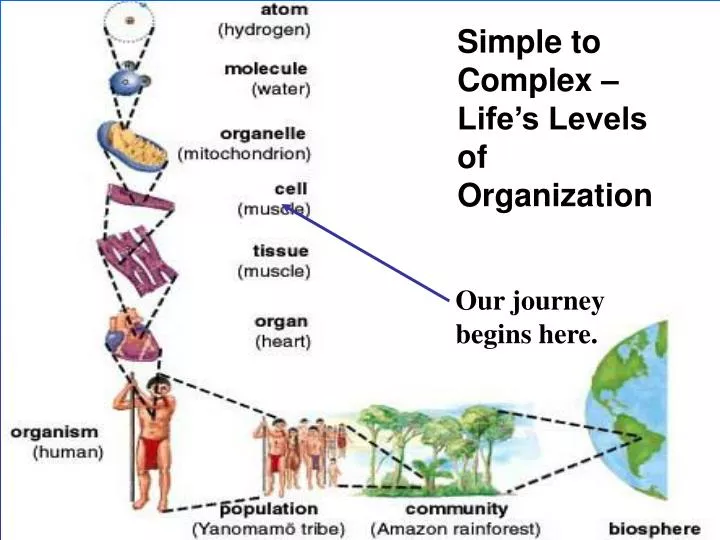 atom
(hydrogen)
molecule
(water)
organelle
(mitochondrion)
cell
(muscle)
tissue
(muscle)
organ
(heart)
organism
(human)
population
(Yanomamö tribe)
community
(Amazon rainforest)
biosphere
Simple to
Complex –
Life’s Levels
of
Organization
Our journey
begins here.